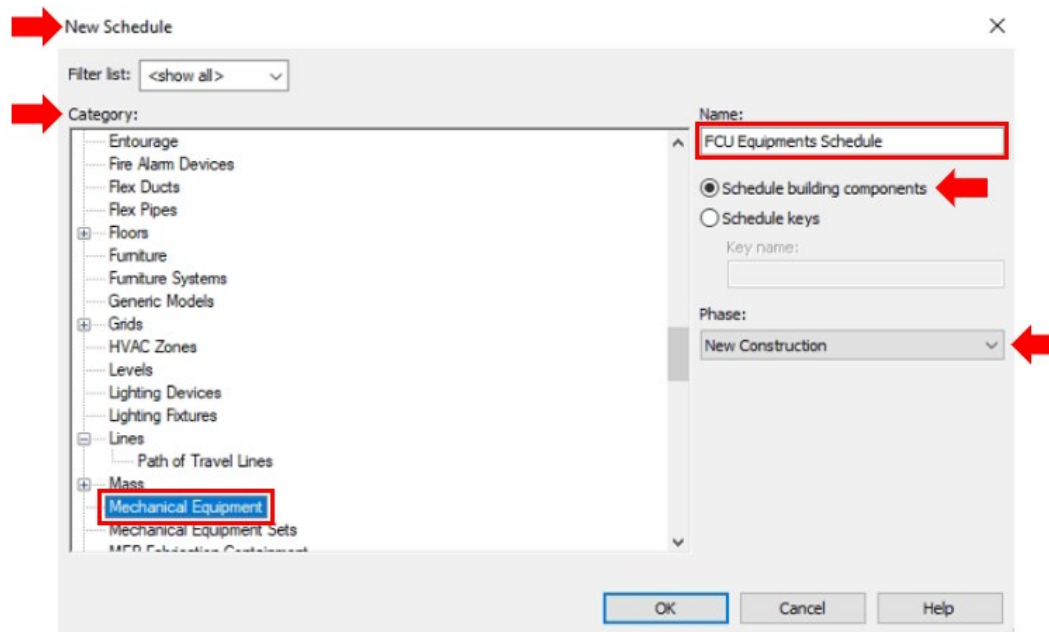 New Schedule
Filter list: <show all>
Category:
Entourage
Fire Alarm Devices
Flex Ducts
Flex Pipes
Floors
Furniture
Furniture Systems
Generic Models
Grids
HVAC Zones
Levels
Lighting Devices
Lighting Fixtures
Lines
Path of Travel Lines
Mass
Mechanical Equipment
Mechanical Equipment Sets
MEP Fabrication Containment
Name:
FCU Equipments Schedule
Schedule building components
Schedule keys
Key name:
Phase:
New Construction
OK Cancel Help